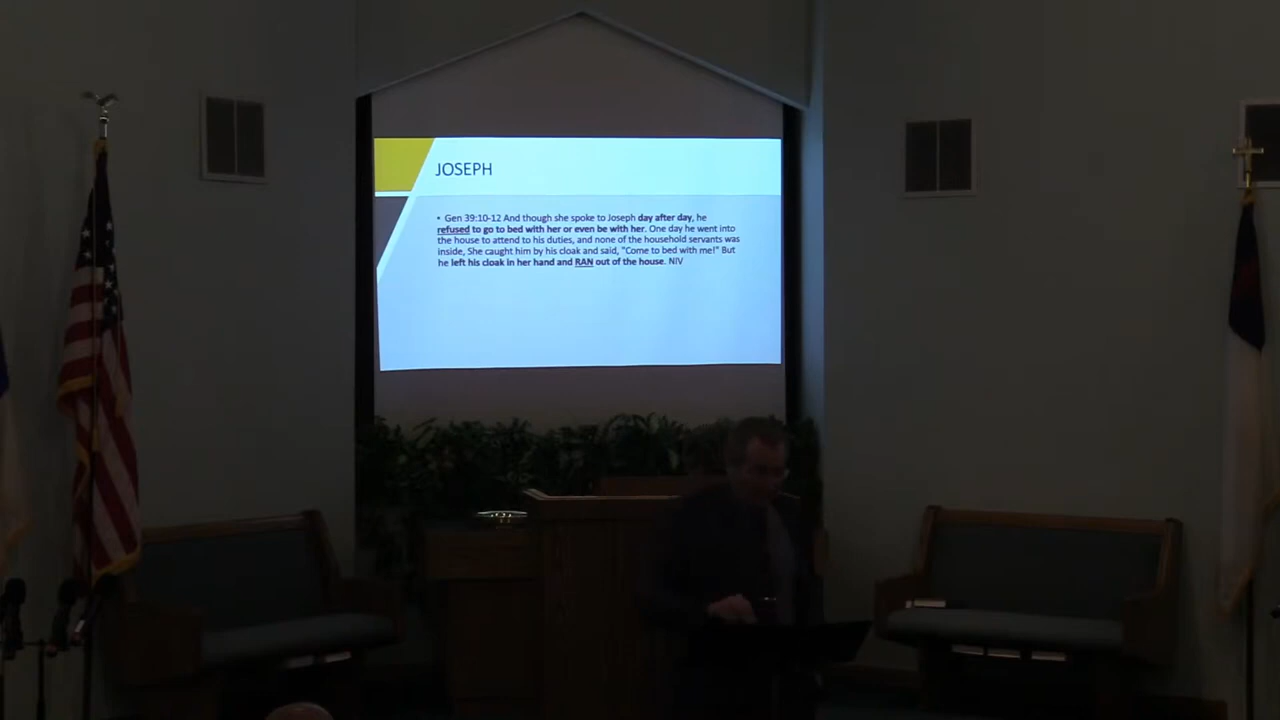 JOSEPH
• Gen 39:10-12 And though she spoke to Joseph day after day, he
refused to go to bed with her or even be with her. One day he went into
the house to attend to his duties, and none of the household servants was
inside, She caught him by his cloak and said, "Come to bed with me!" But
he left his cloak in her hand and RAN out of the house. NIV